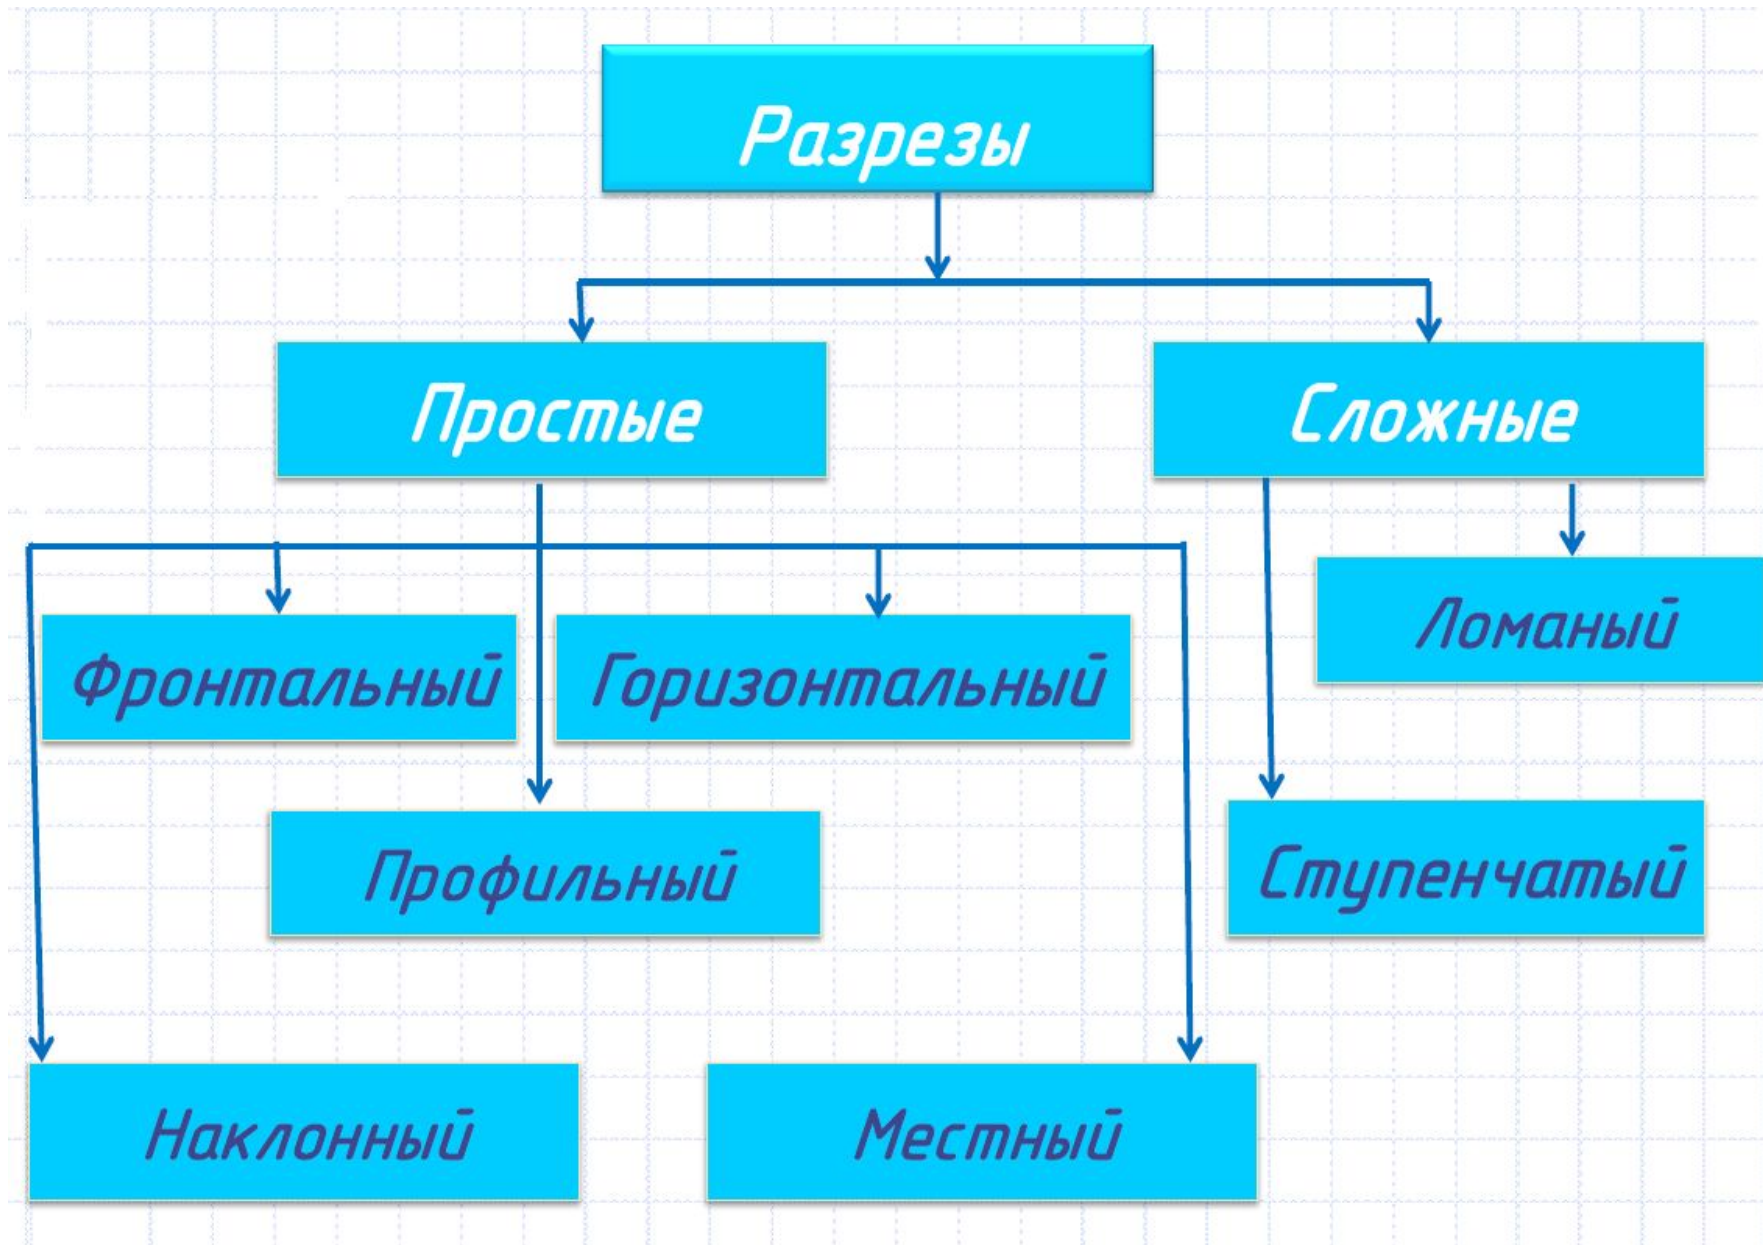 Разрезы
Простые
Сложные
Ломаный
Фронтальный
Горизонтальный
Профильный
Ступенчатый
Наклонный
Местный